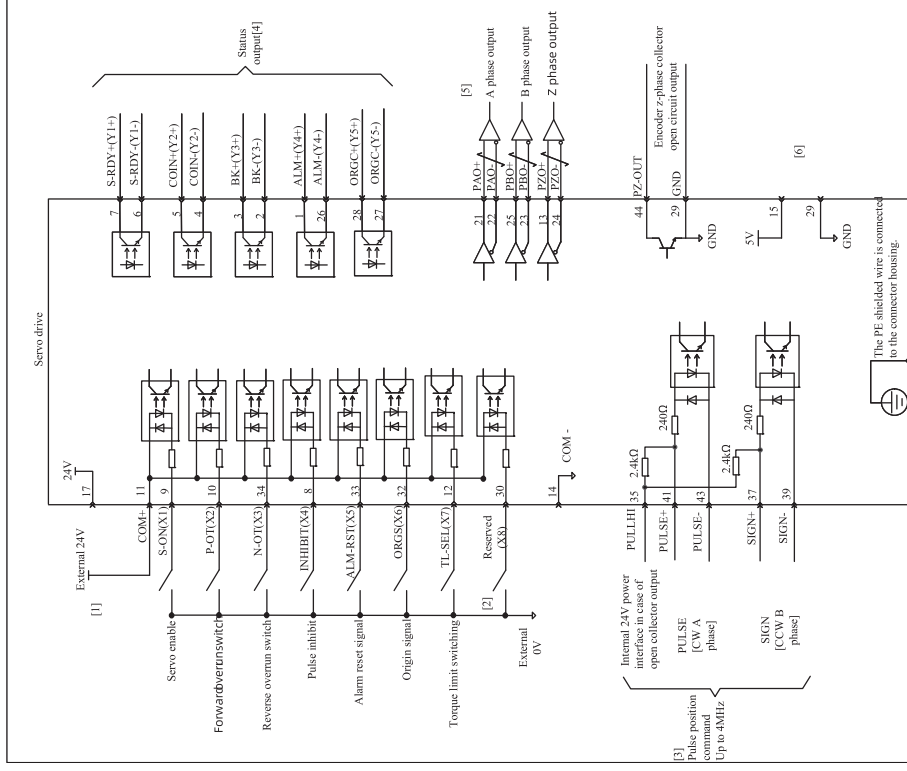 Servo drive
24V
17
External 24V
[1]
COM+
11
Servo enable
S-ON(X1)
9
Forwardoverrunswitch
P-OT(X2)
10
Reverse overrun switch
N-OT(X3)
34
Pulse inhibit
INHIBIT(X4)
8
Alarm reset signal
ALM-RST(X5)
33
Origin signal
ORGS(X6)
32
Torque limit switching
TL-SEL(X7)
12
[2]
Reserved
(X8)
30
External
0V
14
COM -
Internal 24V power
interface in case of
open collector output
PULLHI
35
2.4kΩ
PULSE
[CW A
phase]
PULSE+
41
240Ω
PULSE-
43
2.4kΩ
SIGN
[CCW B
phase]
SIGN+
37
240Ω
SIGN-
39
[3]
Pulse position
command
Up to 4MHz
7
S-RDY+(Y1+)
6
S-RDY-(Y1-)
5
COIN+(Y2+)
4
COIN-(Y2-)
3
BK+(Y3+)
2
BK-(Y3-)
1
ALM+(Y4+)
26
ALM-(Y4-)
28
ORGC+(Y5+)
27
ORGC-(Y5-)
Status
output[4]
[5]
21
PAO+
22
PAO-
A phase output
25
PBO+
23
PBO-
B phase output
13
PZO+
24
PZO-
Z phase output
44
PZ-OUT
29
GND
GND
Encoder z-phase collector
open circuit output
5V
15
[6]
29
GND
The PE shielded wire is connected
to the connector housing.